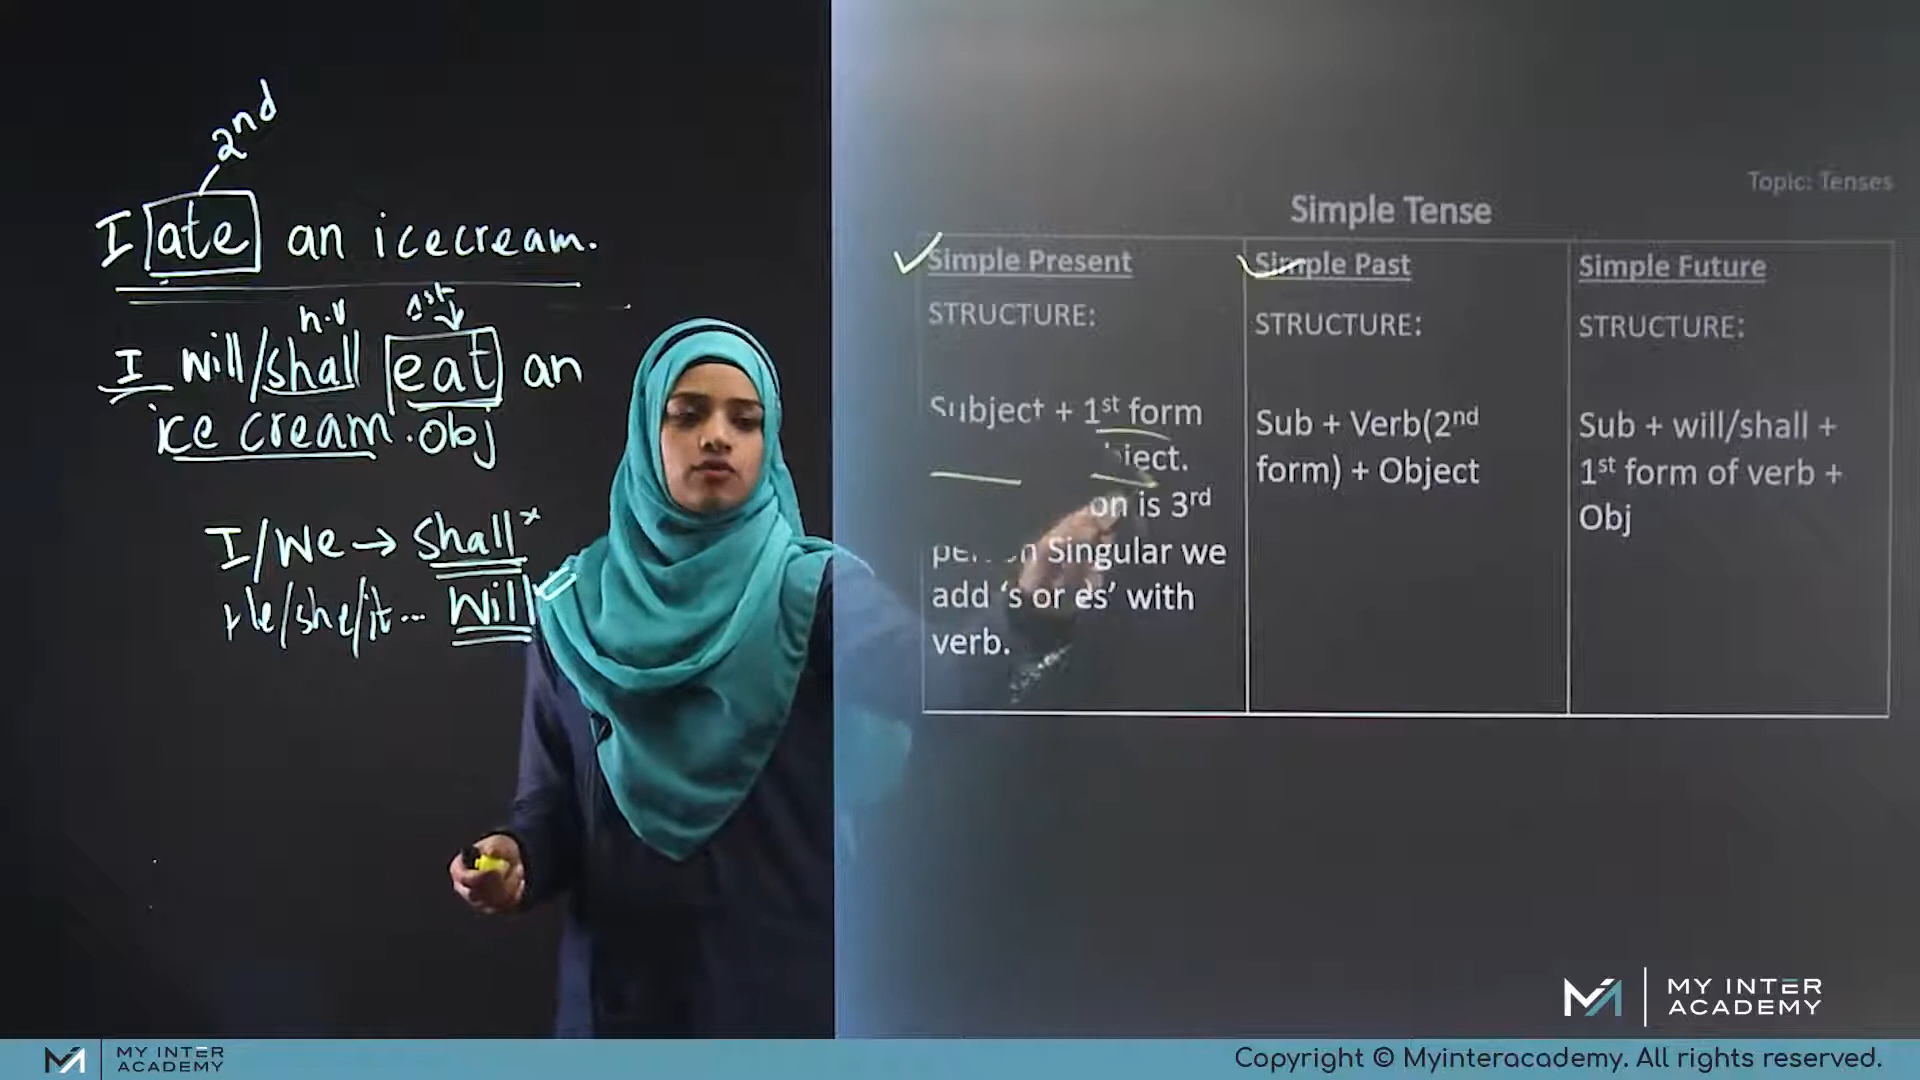 2nd
I ate an icecream.
h.v 1st
I will/shall eat an
ice cream. obj
I/We → shall
He/she/it... will
Topic: Tenses
Simple Tense
Simple Present
STRUCTURE:
Subject + 1st form
is 3rd
Singular we
add ‘s or es’ with
verb.
Simple Past
STRUCTURE:
Sub + Verb(2nd
form) + Object
Simple Future
STRUCTURE:
Sub + will/shall +
1st form of verb +
Obj
MY INTER
ACADEMY
MY INTER
ACADEMY
Copyright © Myinteracademy. All rights reserved.